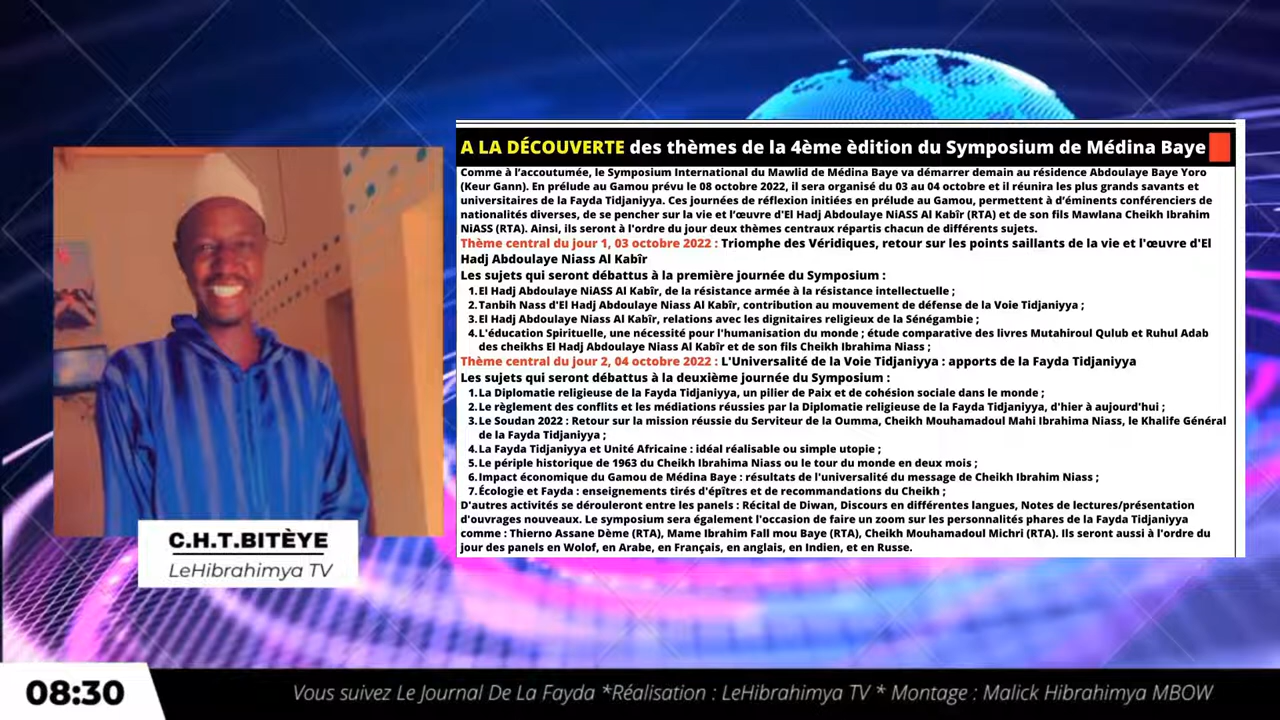 A LA DÉCOUVERTE des thèmes de la 4ème èdition du Symposium de Médina Baye
Comme à l'accoutumée, le Symposium International du Mawlid de Médina Baye va démarrer demain au résidence Abdoulaye Baye Yoro
(Keur Gann). En prélude au Gamou prévu le 08 octobre 2022, il sera organisé du 03 au 04 octobre et il réunira les plus grands savants et
universitaires de la Fayda Tidjaniyya. Ces journées de réflexion initiées en prélude au Gamou, permettent à d'éminents conférenciers de
nationalités diverses, de se pencher sur la vie et l'œuvre d'El Hadj Abdoulaye NiASS Al Kabîr (RTA) et de son fils Mawlana Cheikh Ibrahim
NiASS (RTA). Ainsi, ils seront à l'ordre du jour deux thèmes centraux répartis chacun de différents sujets.
Thème central du jour 1, 03 octobre 2022 : Triomphe des Véridiques, retour sur les points saillants de la vie et l'œuvre d'El
Hadj Abdoulaye Niass Al Kabîr
Les sujets qui seront débattus à la première journée du Symposium :
1. El Hadj Abdoulaye NiASS Al Kabîr, de la résistance armée à la résistance intellectuelle ;
2. Tanbih Nass d'El Hadj Abdoulaye Niass Al Kabîr, contribution au mouvement de défense de la Voie Tidjaniyya ;
3. El Hadj Abdoulaye Niass Al Kabîr, relations avec les dignitaires religieux de la Sénégambie ;
4. L'éducation Spirituelle, une nécessité pour l'humanisation du monde ; étude comparative des livres Mutahiroul Qulub et Ruhul Adab
des cheikhs El Hadj Abdoulaye Niass Al Kabîr et de son fils Cheikh Ibrahima Niass ;
Thème central du jour 2, 04 octobre 2022 : L'Universalité de la Voie Tidjaniyya : apports de la Fayda Tidjaniyya
Les sujets qui seront débattus à la deuxième journée du Symposium :
1. La Diplomatie religieuse de la Fayda Tidjaniyya, un pilier de Paix et de cohésion sociale dans le monde ;
2. Le règlement des conflits et les médiations réussies par la Diplomatie religieuse de la Fayda Tidjaniyya, d'hier à aujourd'hui ;
3. Le Soudan 2022 : Retour sur la mission réussie du Serviteur de la Oumma, Cheikh Mouhamadoul Mahi Ibrahima Niass, le Khalife Général
de la Fayda Tidjaniyya ;
4. La Fayda Tidjaniyya et Unité Africaine : idéal réalisable ou simple utopie ;
5. Le périple historique de 1963 du Cheikh Ibrahima Niass ou le tour du monde en deux mois ;
6. Impact économique du Gamou de Médina Baye : résultats de l'universalité du message de Cheikh Ibrahim Niass ;
7. Écologie et Fayda : enseignements tirés d'épîtres et de recommandations du Cheikh ;
D'autres activités se dérouleront entre les panels : Récital de Diwan, Discours en différentes langues, Notes de lectures/présentation
d'ouvrages nouveaux. Le symposium sera également l'occasion de faire un zoom sur les personnalités phares de la Fayda Tidjaniyya
comme : Thierno Assane Dème (RTA), Mame Ibrahim Fall mou Baye (RTA), Cheikh Mouhamadoul Michri (RTA). Ils seront aussi à l'ordre du
jour des panels en Wolof, en Arabe, en Français, en anglais, en Indien, et en Russe.
C.H.T.BITÈYE
LeHibrahimya TV
08:30
Vous suivez Le Journal De La Fayda *Réalisation : LeHibrahimya TV * Montage : Malick Hibrahimya MBOW